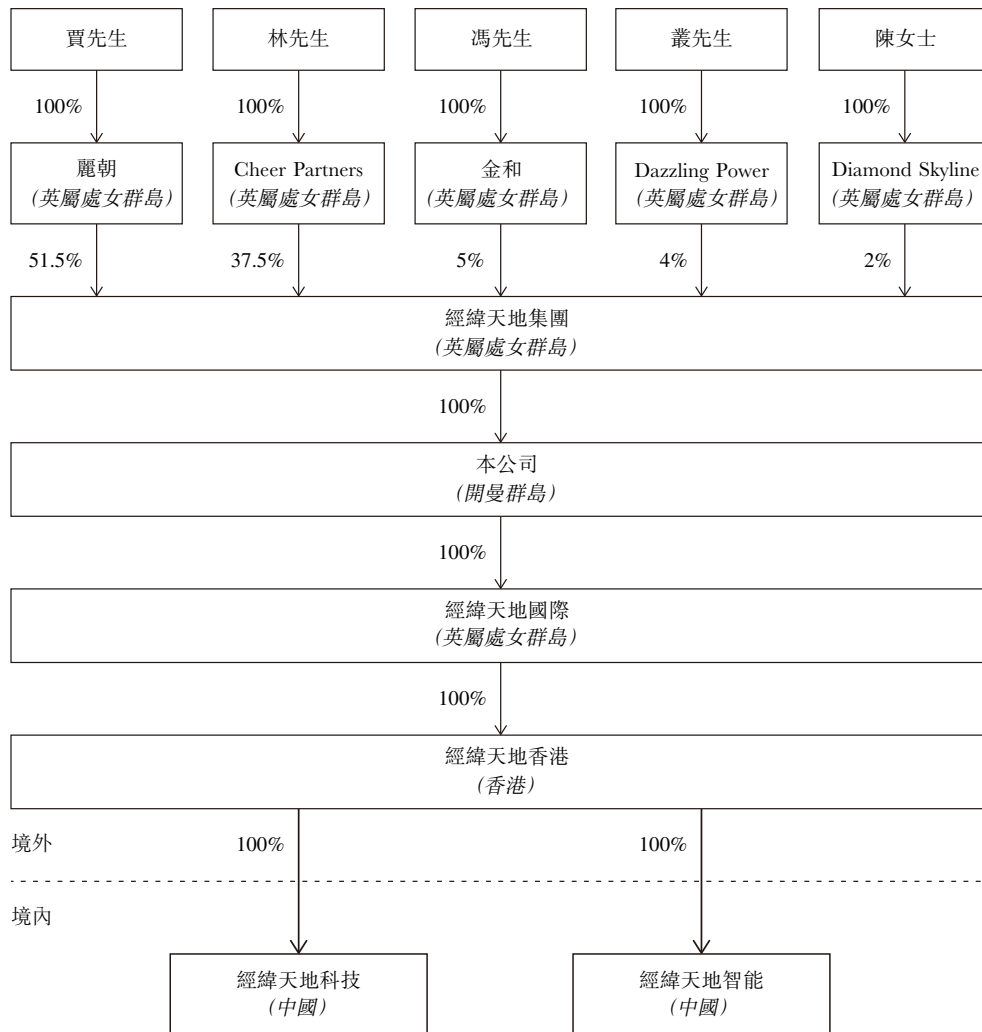 賈先生
林先生
馮先生
叢先生
陳女士
100%
100%
100%
100%
100%
麗朝
(英屬處女群島)
Cheer Partners
(英屬處女群島)
金和
(英屬處女群島)
Dazzling Power
(英屬處女群島)
Diamond Skyline
(英屬處女群島)
51.5%
37.5%
5%
4%
2%
經緯天地集團
(英屬處女群島)
100%
本公司
(開曼群島)
100%
經緯天地國際
(英屬處女群島)
100%
經緯天地香港
(香港)
境外
100%
100%
境內
經緯天地科技
(中國)
經緯天地智能
(中國)